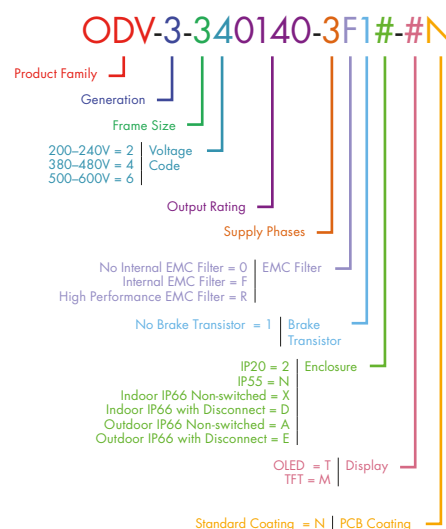 ODV-3-340140-3F1#-#N
Product Family
Generation
Frame Size
200–240V = 2 | Voltage
380–480V = 4 | Code
500–600V = 6
Output Rating
Supply Phases
No Internal EMC Filter = 0 | EMC Filter
Internal EMC Filter = F
High Performance EMC Filter = R
No Brake Transistor = 1 | Brake
Transistor
IP20 = 2 | Enclosure
IP55 = N
Indoor IP66 Non-switched = X
Indoor IP66 with Disconnect = D
Outdoor IP66 Non-switched = A
Outdoor IP66 with Disconnect = E
OLED = T | Display
TFT = M
Standard Coating = N | PCB Coating